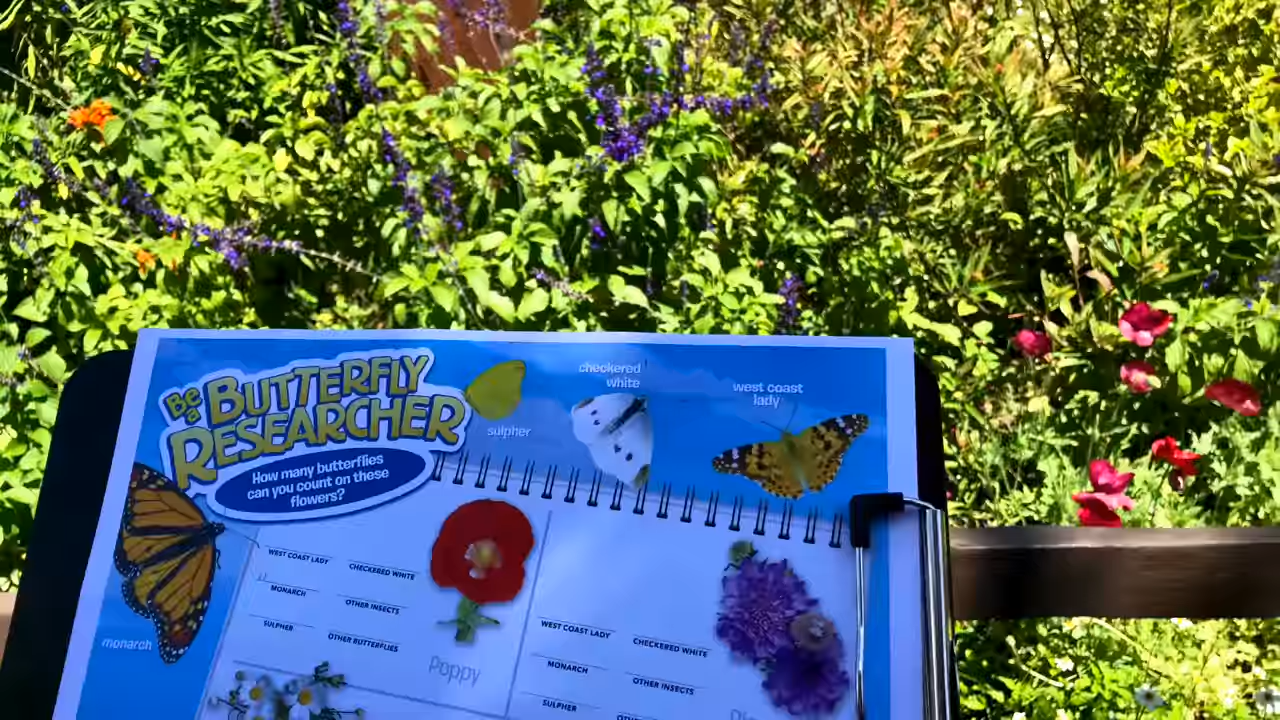 Be a BUTTERFLY
RESEARCHER
How many butterflies
can you count on these
flowers?
sulpher
checkered
white
west coast
lady
monarch
WEST COAST LADY
CHECKERED WHITE
MONARCH
OTHER INSECTS
SULPHER
OTHER BUTTERFLIES
Poppy
WEST COAST LADY
CHECKERED WHITE
MONARCH
OTHER INSECTS
SULPHER